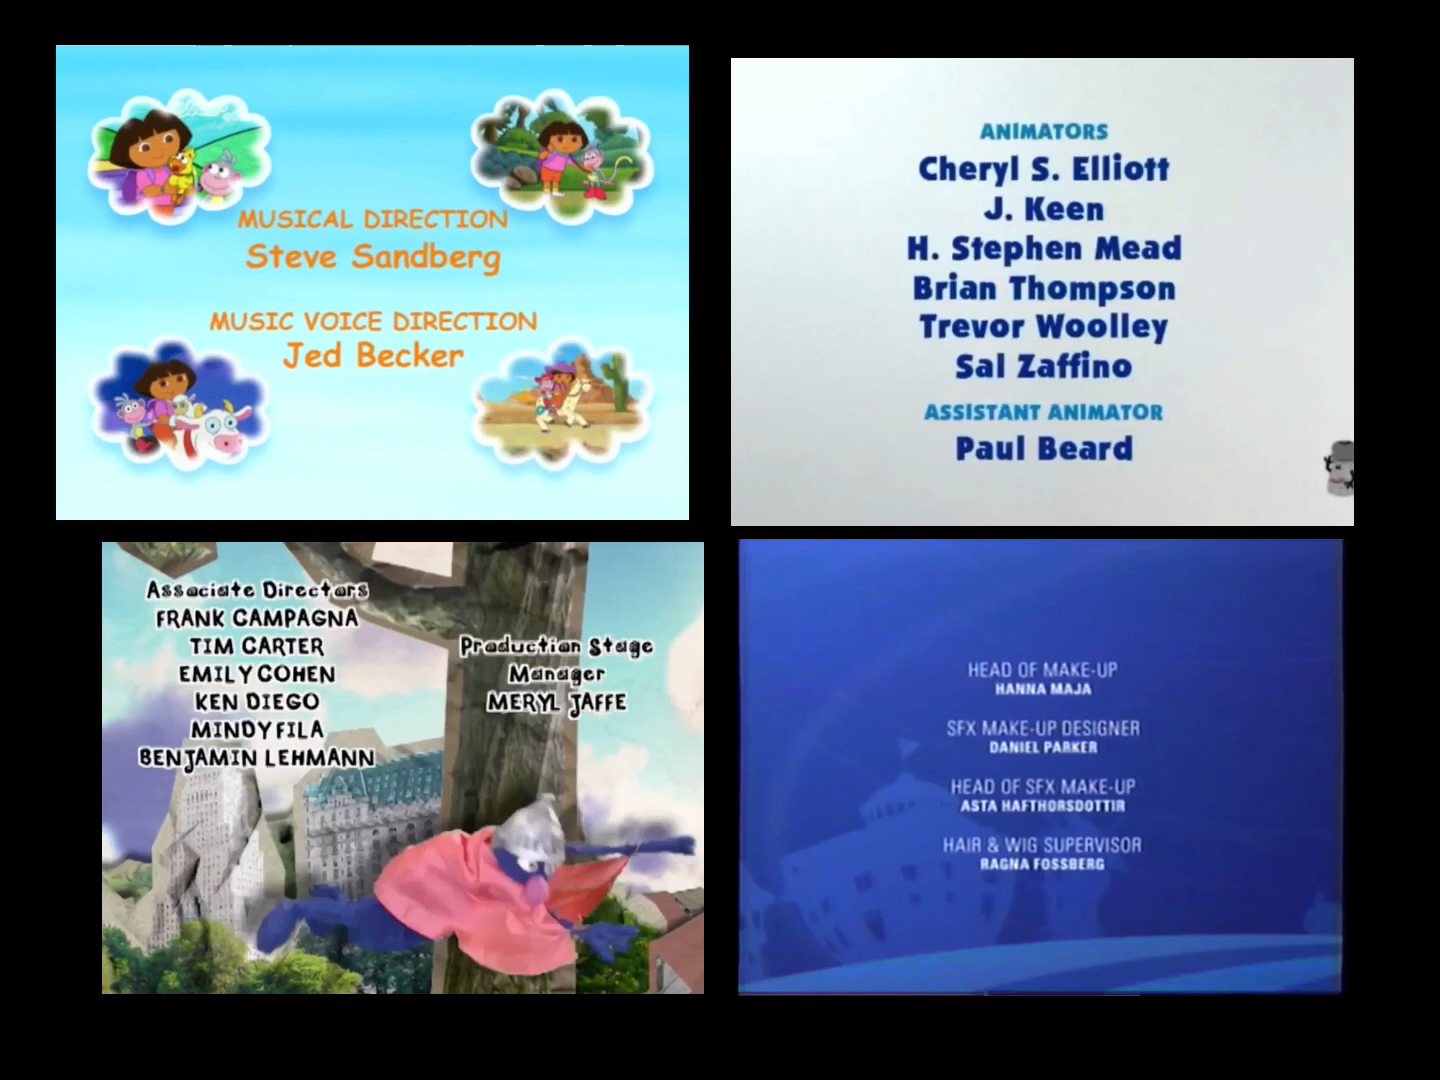 MUSICAL DIRECTION
Steve Sandberg
MUSIC VOICE DIRECTION
Jed Becker
ANIMATORS
Cheryl S. Elliott
J. Keen
H. Stephen Mead
Brian Thompson
Trevor Woolley
Sal Zaffino
ASSISTANT ANIMATOR
Paul Beard
Associate Directors
FRANK CAMPAGNA
TIM CARTER
EMILY COHEN
KEN DIEGO
MINDY FILA
BENJAMIN LEHMANN
Production Stage
Manager
MERYL JAFFE
HEAD OF MAKE-UP
HANNA MAJA
SFX MAKE-UP DESIGNER
DANIEL PARKER
HEAD OF SFX MAKE-UP
ASTA HAFTHORSDOTTIR
HAIR & WIG SUPERVISOR
RAGNA FOSSBERG